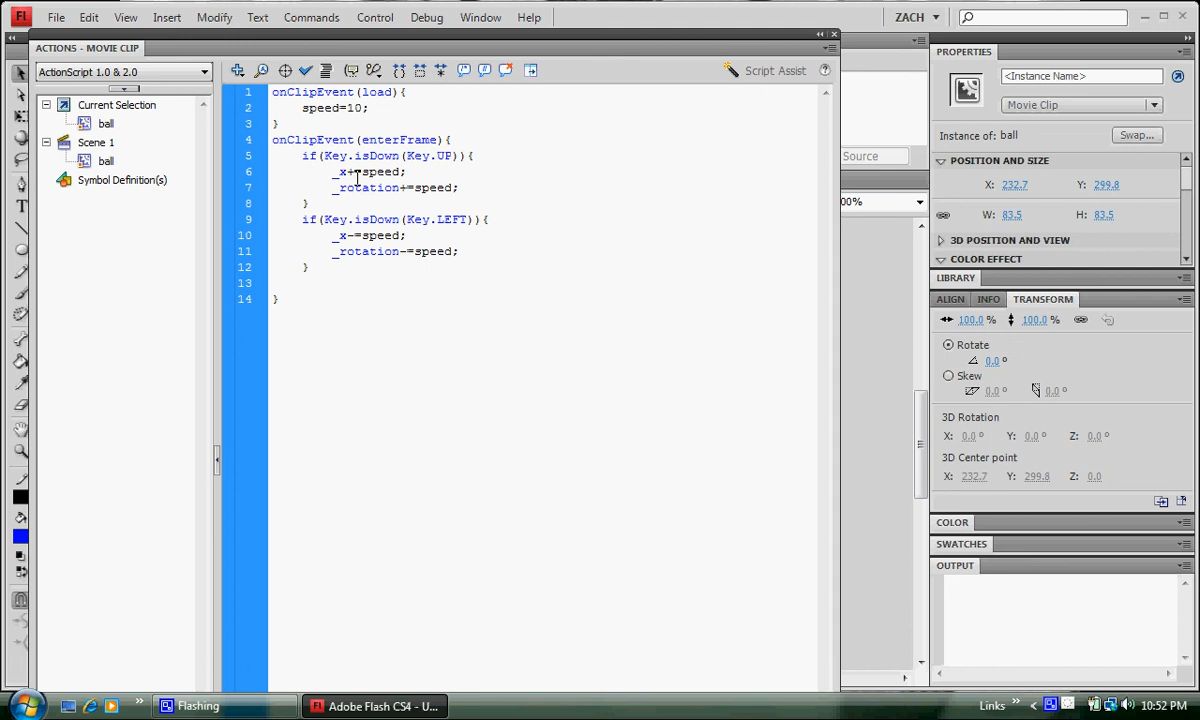 Fl File Edit View Insert Modify Text Commands Control Debug Window Help ZACH
ACTIONS - MOVIE CLIP
ActionScript 1.0 & 2.0
Script Assist
Current Selection
ball
Scene 1
ball
Symbol Definition(s)
1 onClipEvent(load){
2 speed=10;
3 }
4 onClipEvent(enterFrame){
5 if(Key.isDown(Key.UP)){
6 _x+=speed;
7 _rotation+=speed;
8 }
9 if(Key.isDown(Key.LEFT)){
10 _x-=speed;
11 _rotation-=speed;
12 }
13
14 }
Source
00%
PROPERTIES
<Instance Name>
Movie Clip
Instance of: ball Swap...
POSITION AND SIZE
X: 232.7 Y: 299.8
W: 83.5 H: 83.5
3D POSITION AND VIEW
COLOR EFFECT
LIBRARY
ALIGN INFO TRANSFORM
100.0 % 100.0 %
Rotate
0.0 °
Skew
0.0 ° 0.0 °
3D Rotation
X: 0.0 ° Y: 0.0 ° Z: 0.0 °
3D Center point
X: 232.7 Y: 299.8 Z: 0.0
COLOR
SWATCHES
OUTPUT
Flashing
Fl Adobe Flash CS4 - U...
Links
10:52 PM